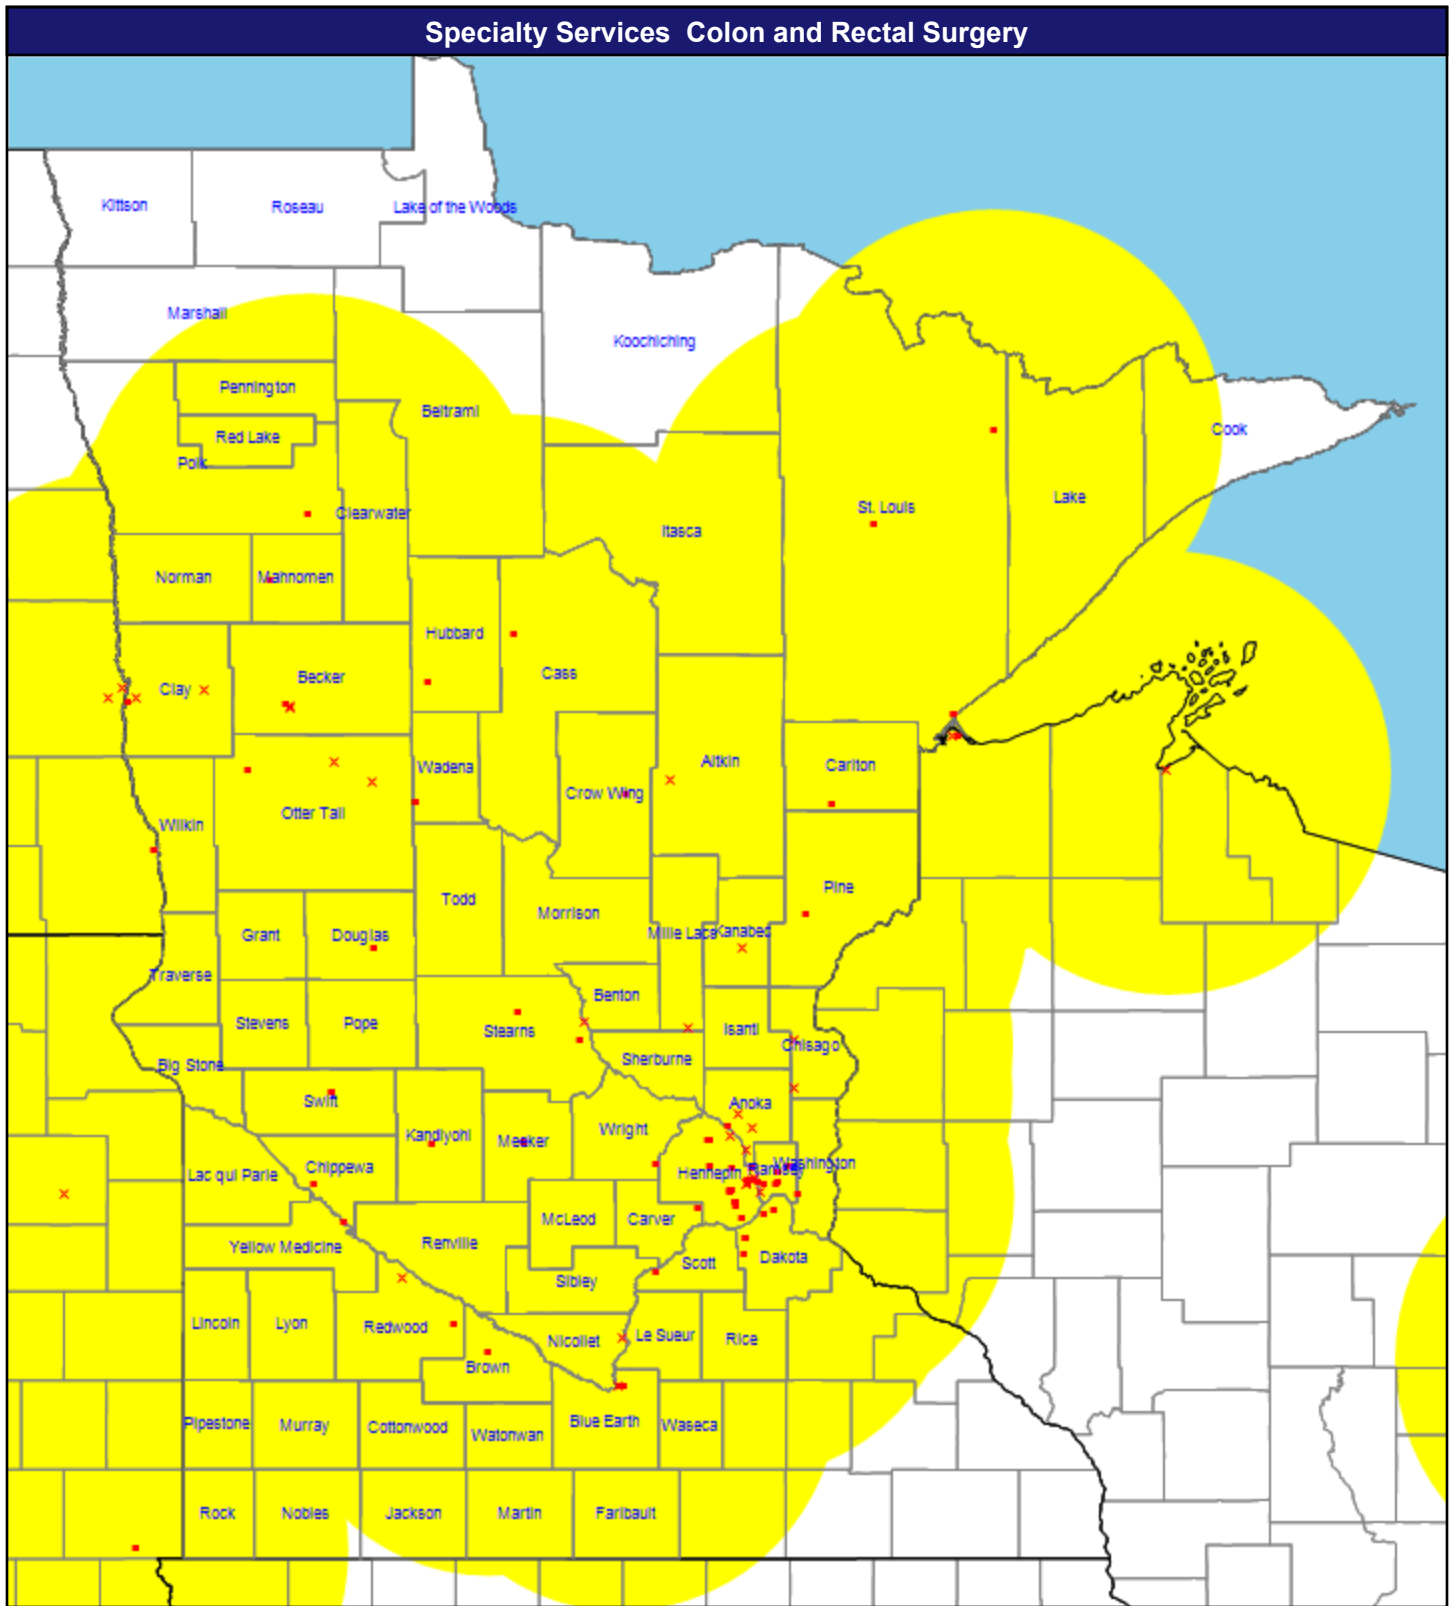 Specialty Services  Colon and Rectal Surgery
Kittson
Roseau
Lake of the Woods
Marshall
Koochiching
Pennington
Beltrami
Red Lake
Cook
Polk
Lake
St. Louis
Clearwater
Itasca
Norman
Mahnomen
Hubbard
Cass
Becker
Clay
Aitkin
Carlton
Wadena
Crow Wing
Otter Tail
Wilkin
Pine
Todd
Morrison
Grant
Douglas
Mille Lacs
Kanabec
Traverse
Benton
Stevens
Pope
Stearns
Isanti
Chisago
Sherburne
Big Stone
Swift
Anoka
Wright
Kandiyohi
Meeker
Washington
Chippewa
Lac qui Parle
Hennepin
Ramsey
McLeod
Carver
Renville
Yellow Medicine
Dakota
Scott
Sibley
Lincoln
Lyon
Redwood
Le Sueur
Rice
Nicollet
Brown
Pipestone
Murray
Cottonwood
Watonwan
Blue Earth
Waseca
Rock
Nobles
Jackson
Martin
Faribault